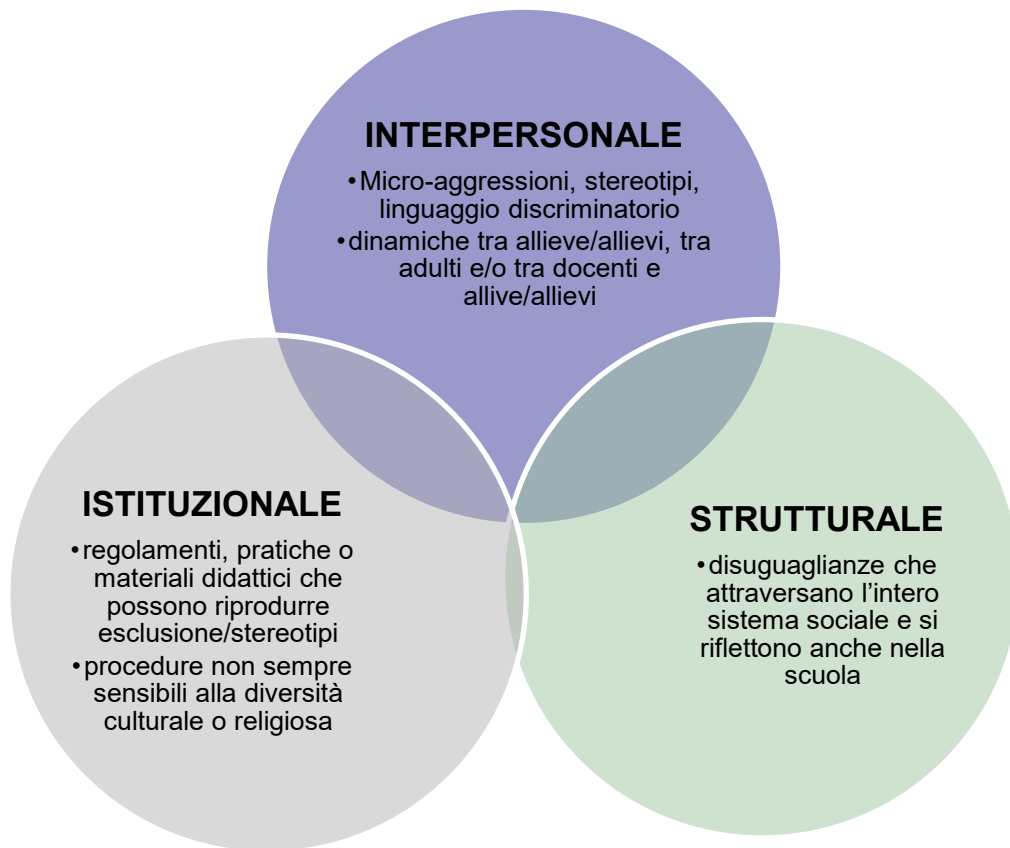 INTERPERSONALE
•Micro-aggressioni, stereotipi,
linguaggio discriminatorio
•dinamiche tra allieve/allievi, tra
adulti e/o tra docenti e
allive/allievi
ISTITUZIONALE
•regolamenti, pratiche o
materiali didattici che
possono riprodurre
esclusione/stereotipi
•procedure non sempre
sensibili alla diversità
culturale o religiosa
STRUTTURALE
•disuguaglianze che
attraversano l’intero
sistema sociale e si
riflettono anche nella
scuola